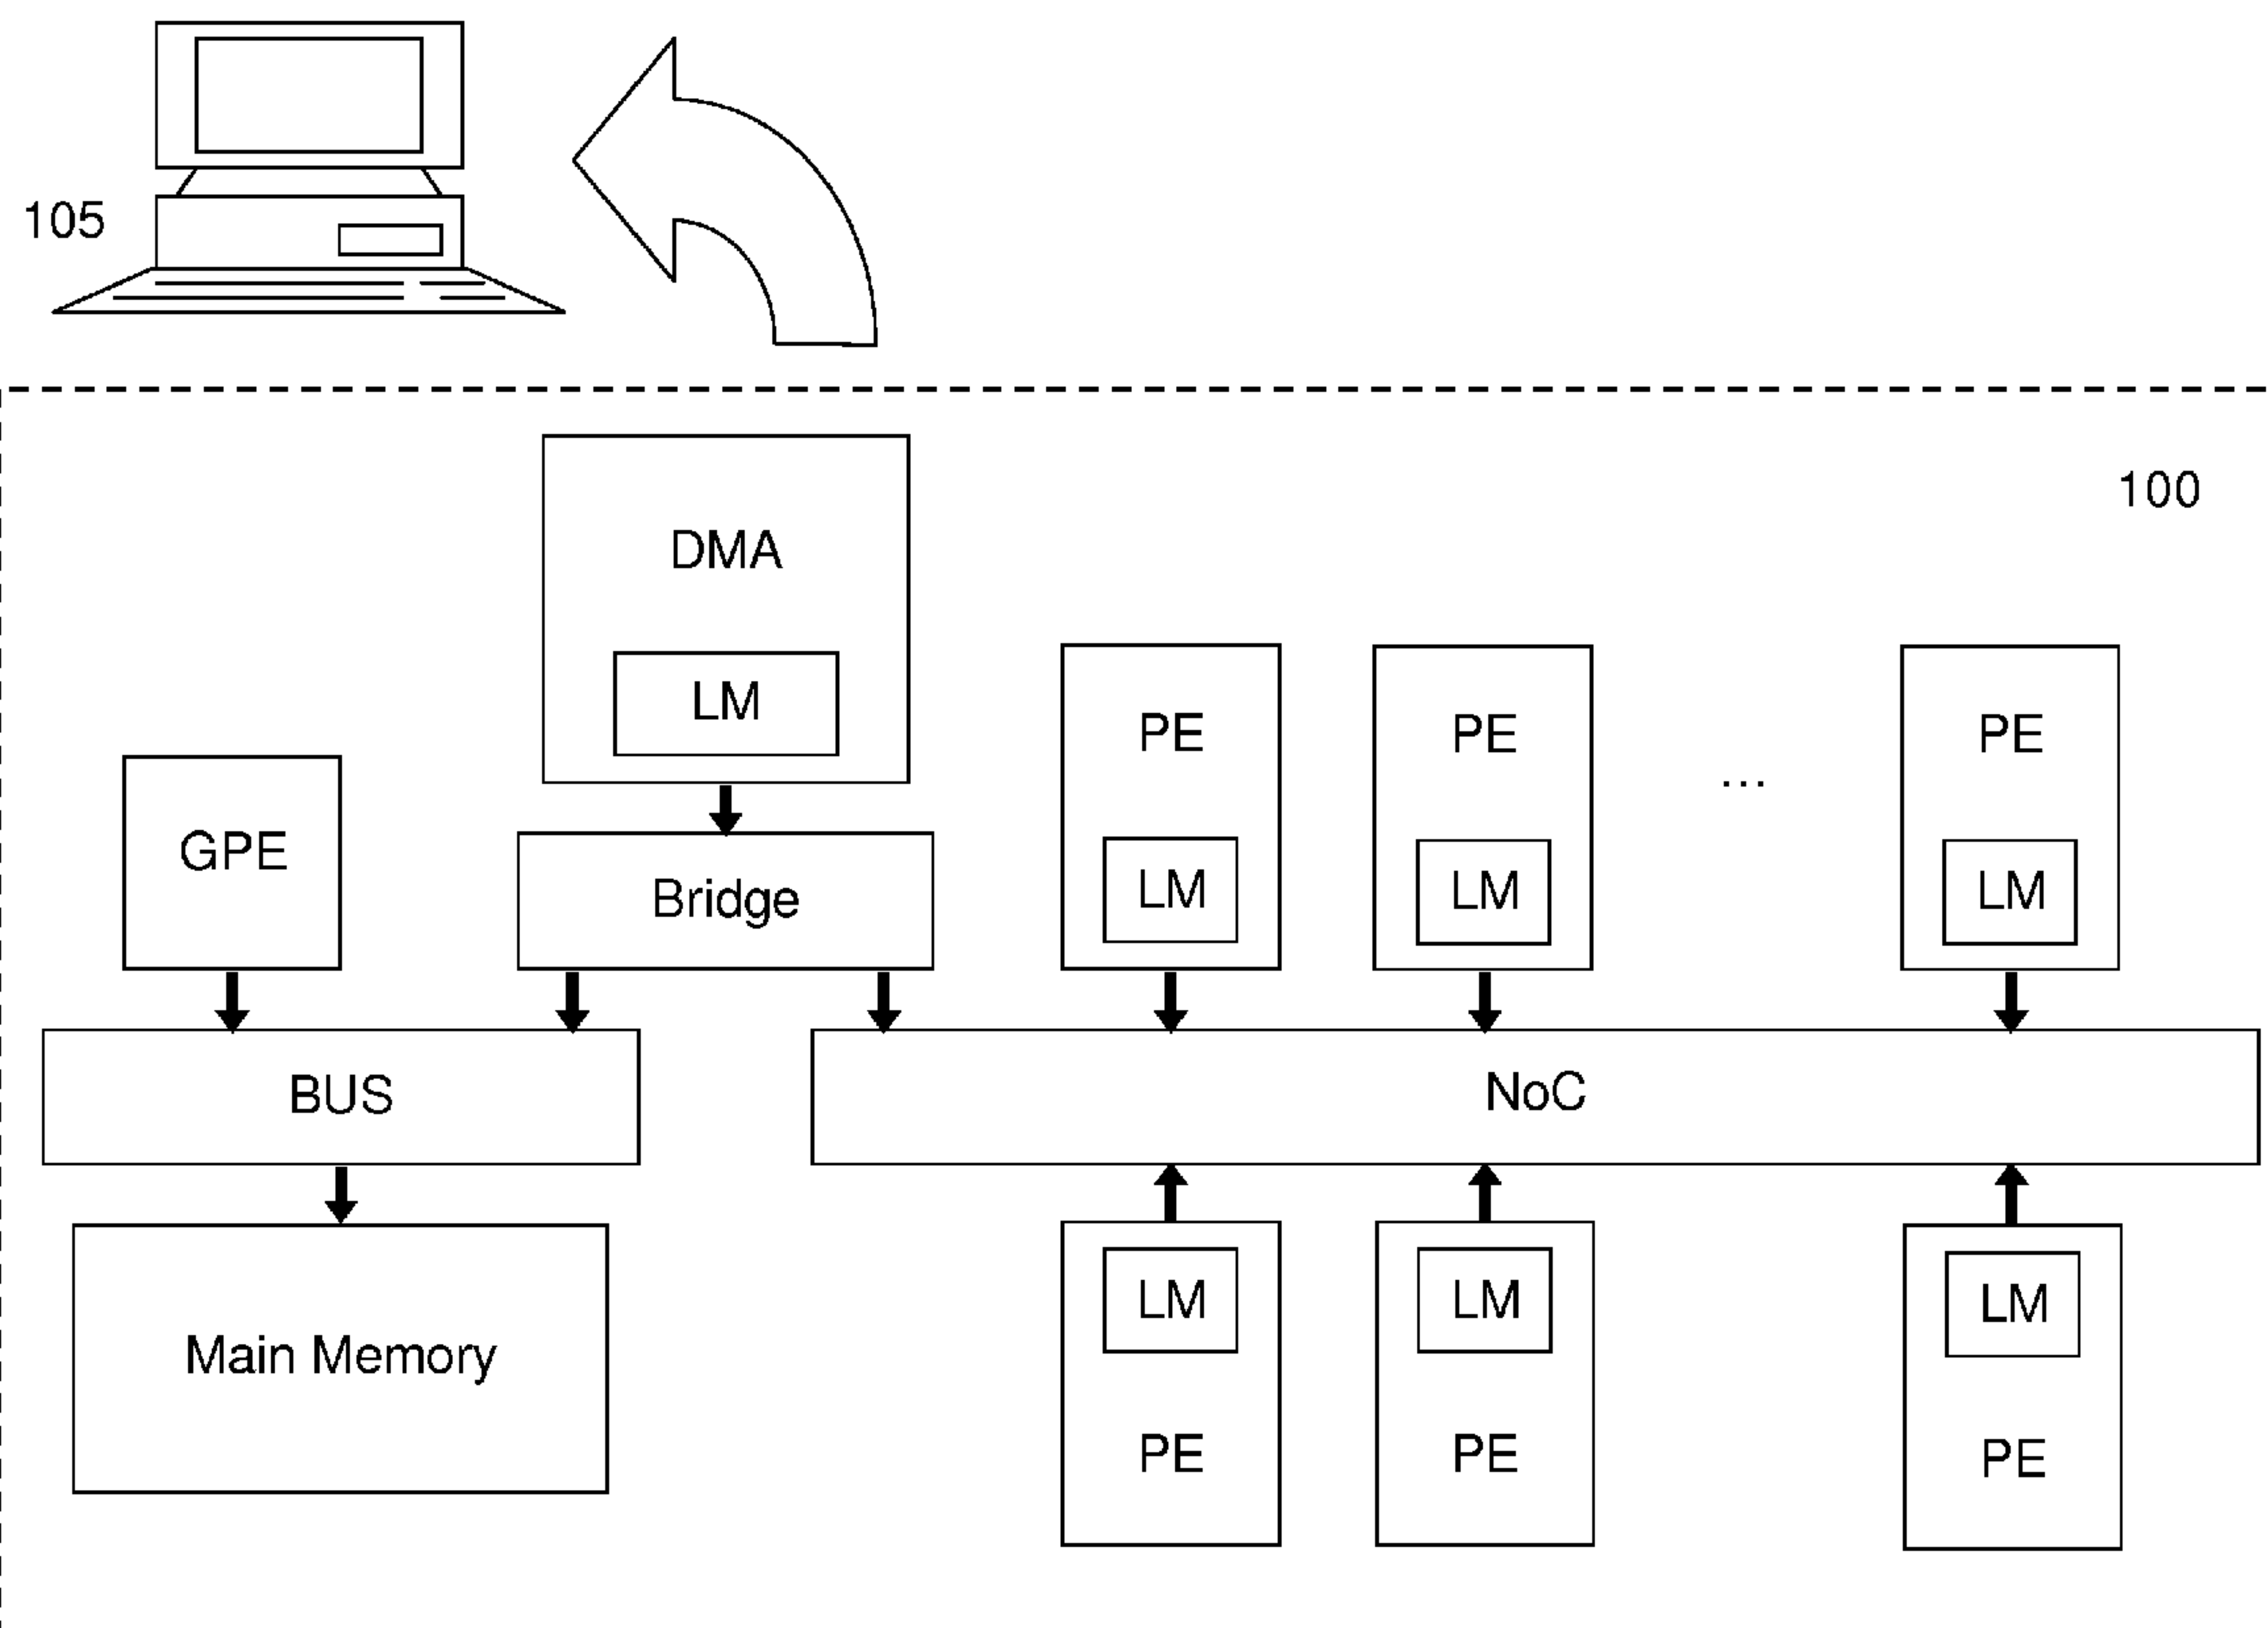 105
100
DMA
LM
PE
PE
PE
...
GPE
Bridge
LM
LM
LM
BUS
NoC
LM
LM
LM
Main Memory
PE
PE
PE